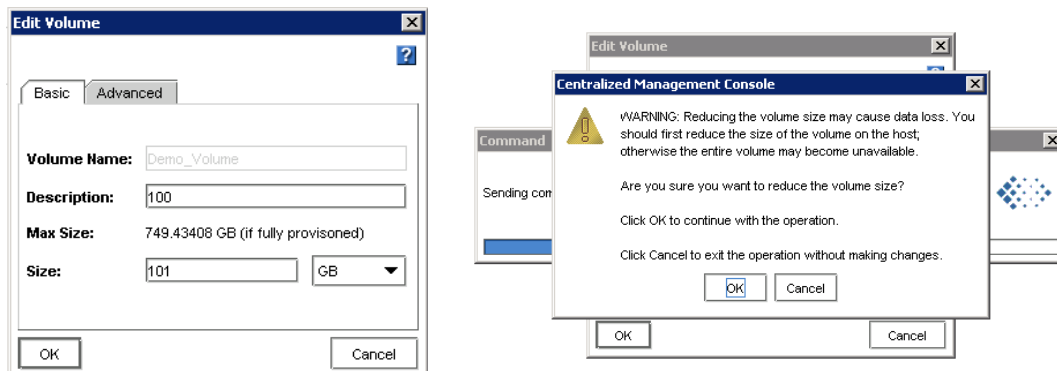 Edit Volume
Basic Advanced
Volume Name: Demo_Volume
Description: 100
Max Size: 749.43408 GB (if fully provisoned)
Size: 101 GB
OK Cancel
Edit Volume
Command
Sending com
Centralized Management Console
WARNING: Reducing the volume size may cause data loss. You
should first reduce the size of the volume on the host;
otherwise the entire volume may become unavailable.
Are you sure you want to reduce the volume size?
Click OK to continue with the operation.
Click Cancel to exit the operation without making changes.
OK Cancel
OK Cancel